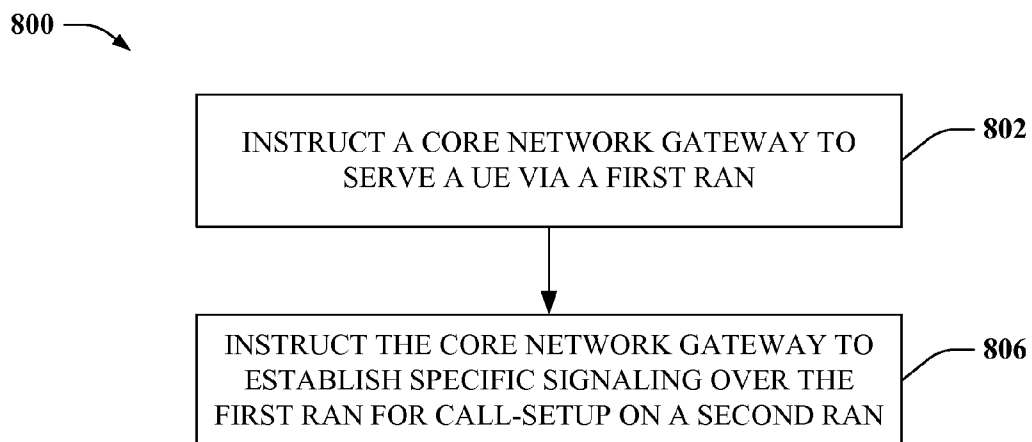 800
INSTRUCT A CORE NETWORK GATEWAY TO
SERVE A UE VIA A FIRST RAN
802
INSTRUCT THE CORE NETWORK GATEWAY TO
ESTABLISH SPECIFIC SIGNALING OVER THE
FIRST RAN FOR CALL-SETUP ON A SECOND RAN
806